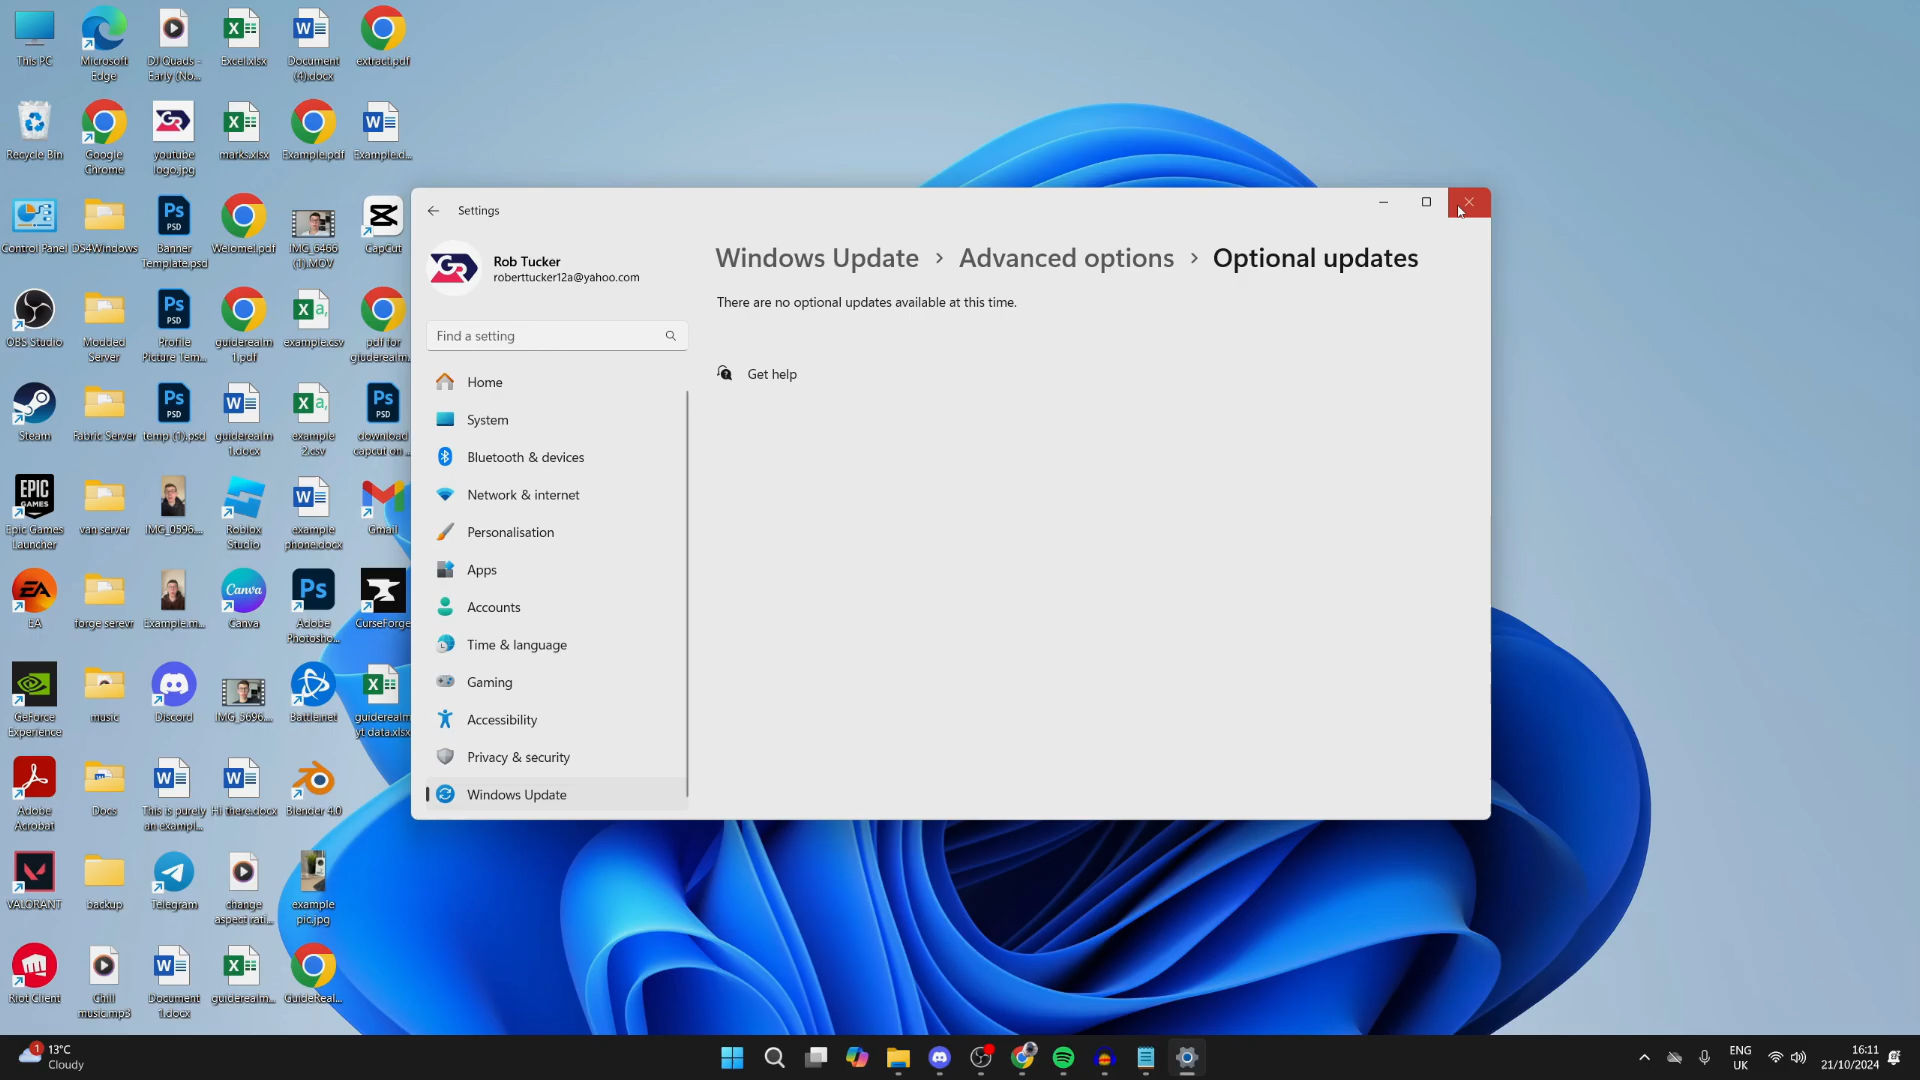 This PC
Microsoft
Edge
DJ Quads -
Early (No...
Excel.xlsx
Document
(4).docx
extract.pdf
Recycle Bin
Google
Chrome
youtube
logo.jpg
marks.xlsx
Example.pdf
Example.d...
Control Panel
DS4Windows
Banner
Template.psd
Welome!.pdf
IMG_6466
(1).MOV
CapCut
OBS Studio
Modded
Server
Profile
Picture Tem...
guiderealm
1.pdf
example.csv
pdf for
giuderealm...
Steam
Fabric Server
temp (1).psd
guiderealm
1.docx
example
2.csv
download
capcut on ...
Epic Games
Launcher
van server
IMG_0596...
Roblox
Studio
example
phone.docx
Gmail
EA
forge serevr
Example.m...
Canva
Adobe
Photosho...
CurseForge
GeForce
Experience
music
Discord
IMG_3696...
Battle.net
guiderealm
yt data.xlsx
Adobe
Acrobat
Docs
This is purely
an exampl...
Hi there.docx
Blender 4.0
VALORANT
backup
Telegram
change
aspect rati...
example
pic.jpg
Riot Client
Chill
music.mp3
Document
1.docx
guiderealm...
GuideReal...
Settings
Rob Tucker
roberttucker12a@yahoo.com
Find a setting
Home
System
Bluetooth & devices
Network & internet
Personalisation
Apps
Accounts
Time & language
Gaming
Accessibility
Privacy & security
Windows Update
Windows Update > Advanced options > Optional updates
There are no optional updates available at this time.
Get help
1
13°C
Cloudy
ENG
UK
16:11
21/10/2024